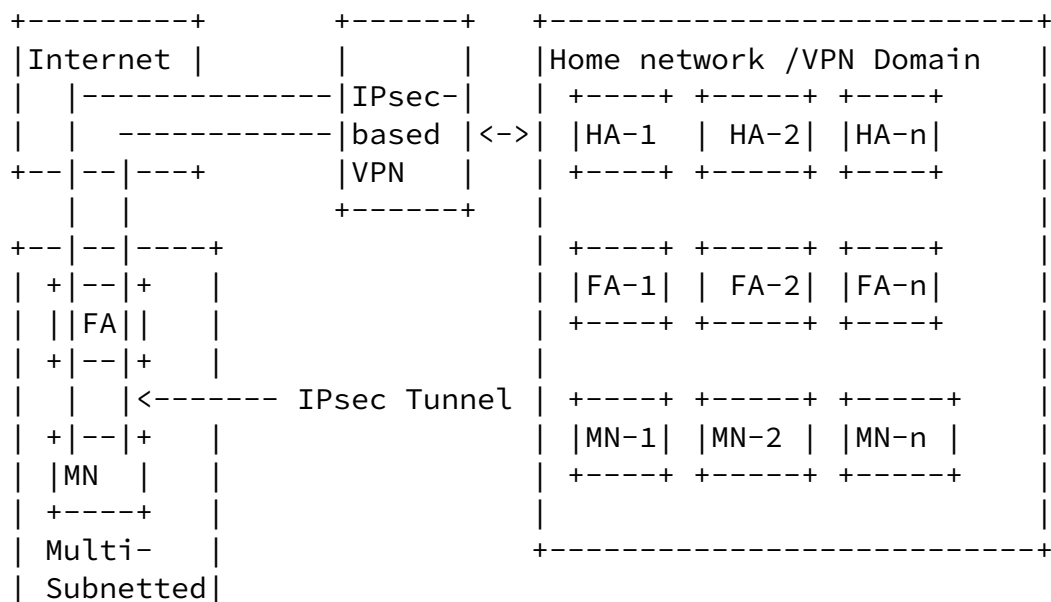 +---------+       +------+   +--------------------------+
|Internet |       |      |   |Home network /VPN Domain   |
|  |--------------|IPsec-|   | +----+ +-----+ +----+     |
|  |  ------------|based |<->| |HA-1  | HA-2| |HA-n|     |
+--|--|---+       |VPN   |   | +----+ +-----+ +----+     |
   |  |           +------+   |                          |
+--|--|----+                 | +----+ +-----+ +----+     |
| +|--|+   |                 | |FA-1| | FA-2| |FA-n|     |
| ||FA||   |                 | +----+ +-----+ +----+     |
| +|--|+   |                 |                          |
|  |  |<------- IPsec Tunnel | +----+ +-----+ +-----+    |
| +|--|+   |                 | |MN-1| |MN-2 | |MN-n |    |
| |MN  |   |                 | +----+ +-----+ +-----+    |
| +----+   |                 |                          |
| Multi-   |                 +--------------------------+
| Subnetted|